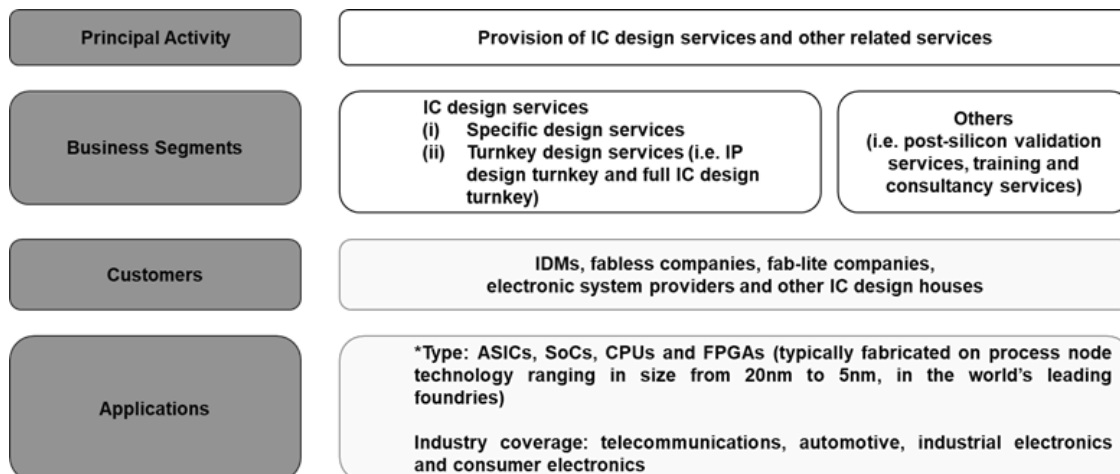 Principal Activity
Provision of IC design services and other related services
Business Segments
IC design services
(i) Specific design services
(ii) Turnkey design services (i.e. IP
design turnkey and full IC design
turnkey)
Others
(i.e. post-silicon validation
services, training and
consultancy services)
Customers
IDMs, fabless companies, fab-lite companies,
electronic system providers and other IC design houses
Applications
*Type: ASICs, SoCs, CPUs and FPGAs (typically fabricated on process node
technology ranging in size from 20nm to 5nm, in the world's leading
foundries)
Industry coverage: telecommunications, automotive, industrial electronics
and consumer electronics